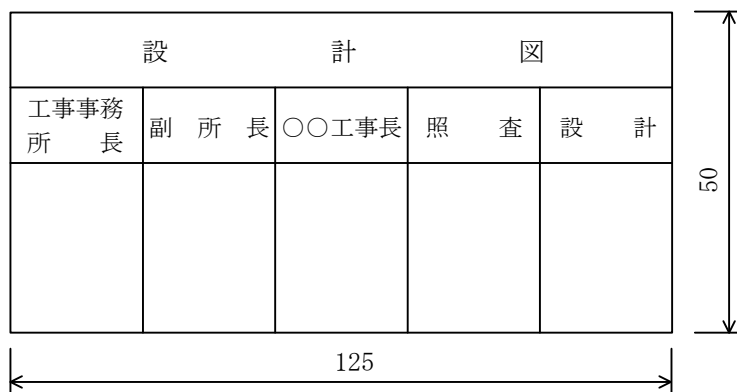 設 計 図
工事事務
所 長
副 所 長
○○工事長
照 査
設 計
50
125